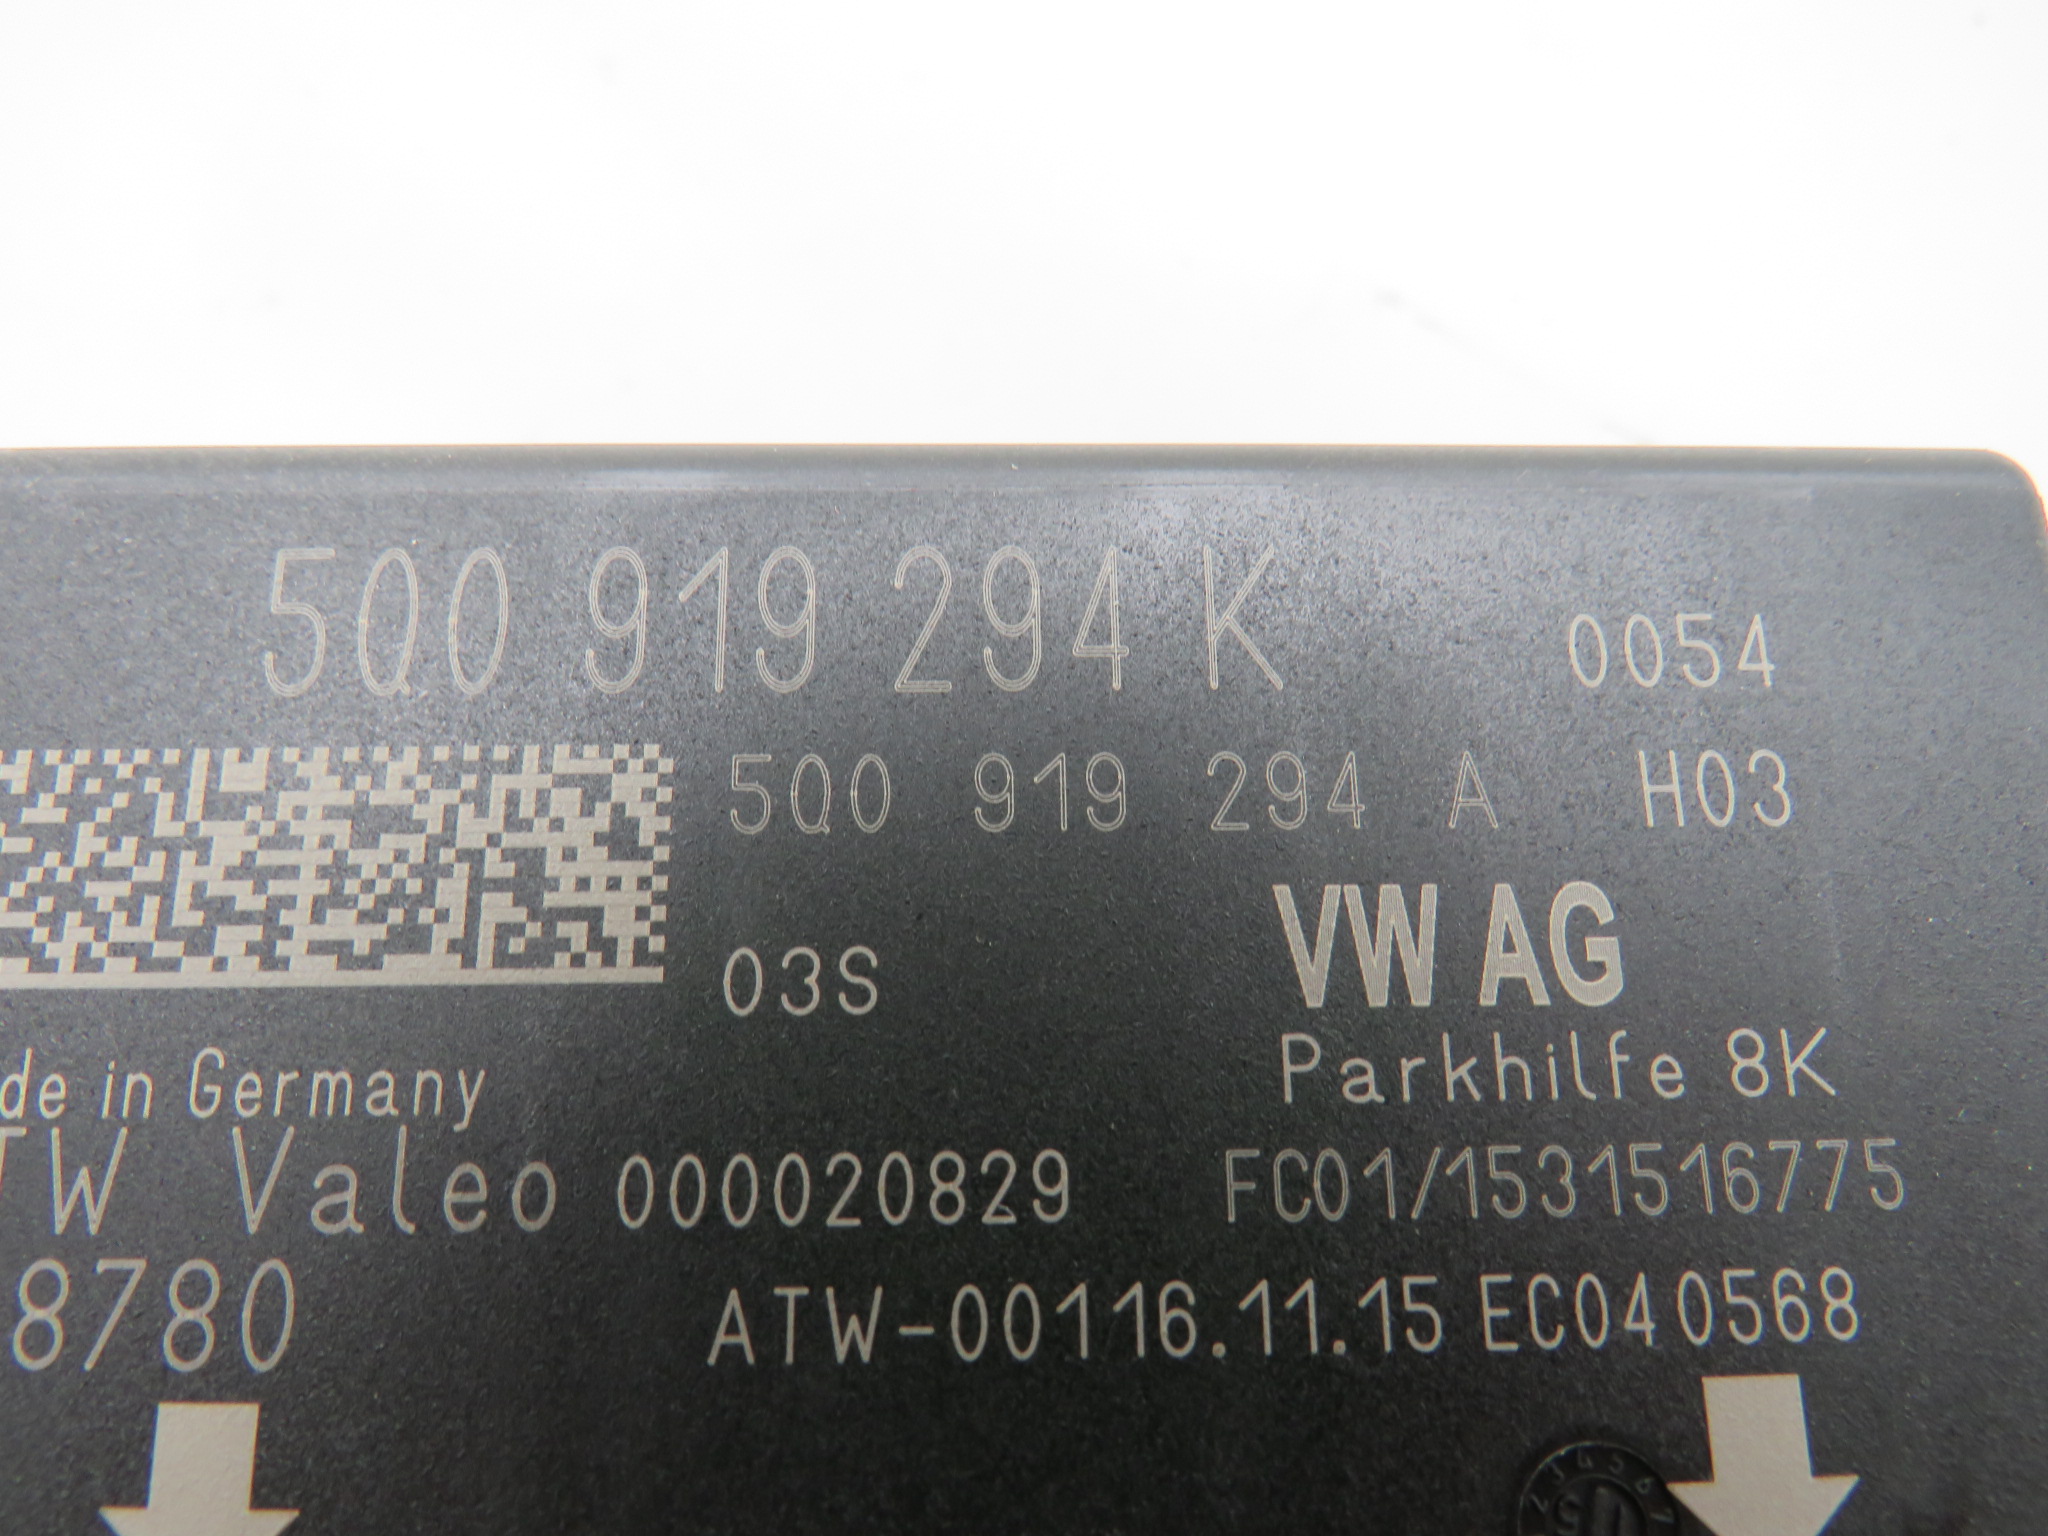 5Q0 919 294 K 0054
5Q0 919 294 A H03
03S VW AG
Parkhilfe 8K
de in Germany
TW Valeo 000020829 FC01/1531516775
8780 ATW-00116.11.15 EC040568